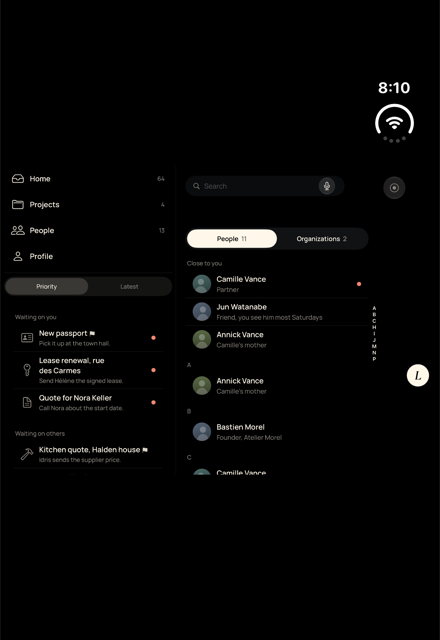 8:10
Home 64
Projects 4
People 13
Profile
Priority
Latest
Waiting on you
New passport
Pick it up at the town hall.
Lease renewal, rue
des Carmes
Send Hélène the signed lease.
Quote for Nora Keller
Call Nora about the start date.
Waiting on others
Kitchen quote, Halden house
Idris sends the supplier price.
Search
People 11
Organizations 2
Close to you
Camille Vance
Partner
Jun Watanabe
Friend, you see him most Saturdays
Annick Vance
Camille's mother
A
Annick Vance
Camille's mother
B
Bastien Morel
Founder, Atelier Morel
C
Camille Vance
A
B
C
H
I
J
M
N
P
L